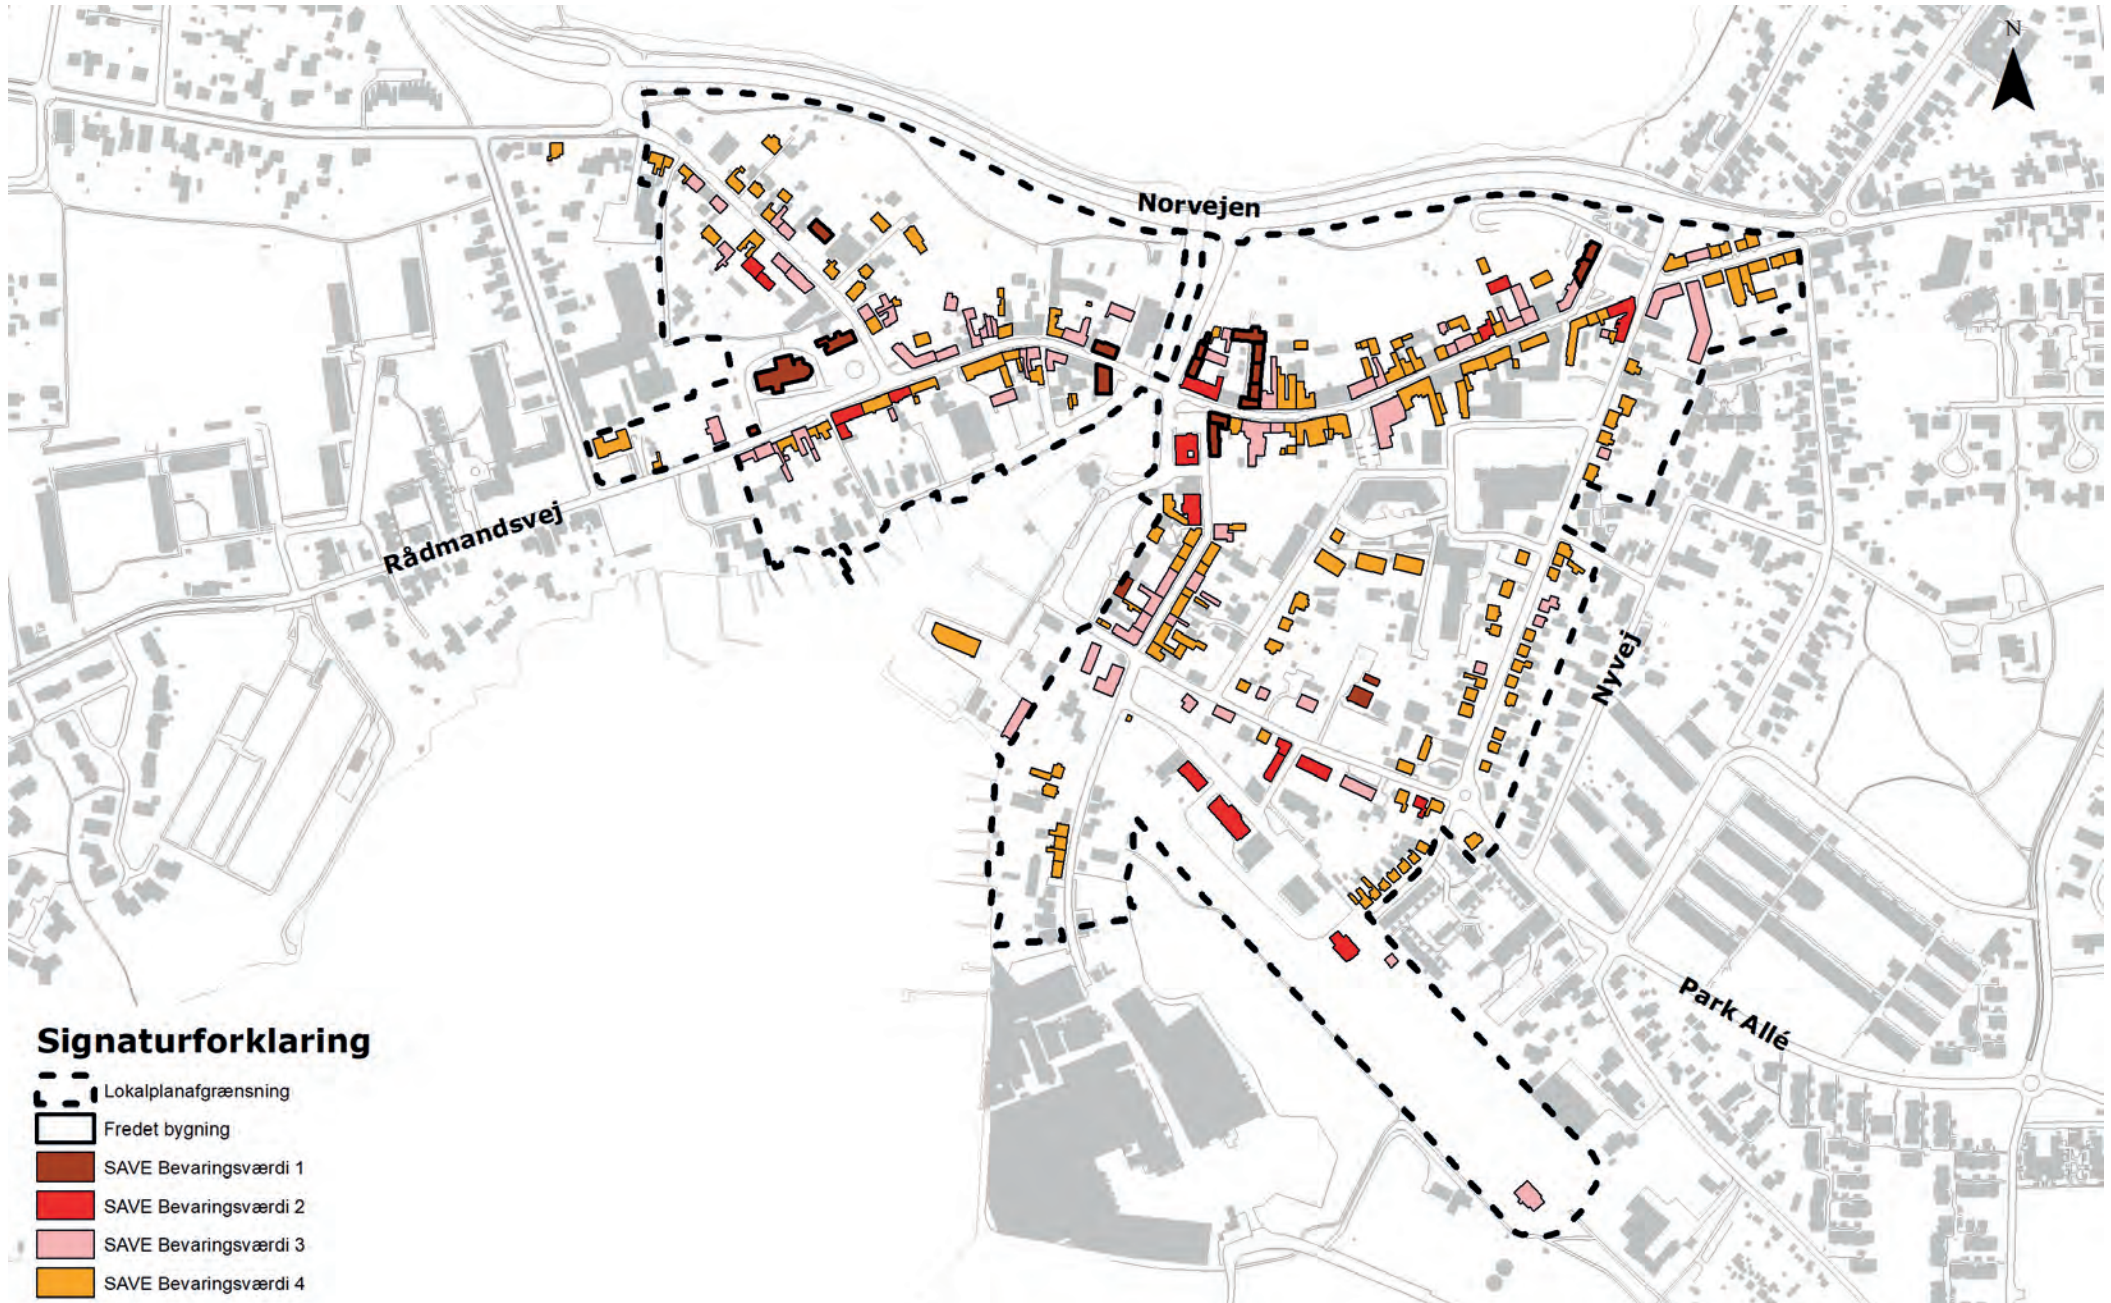 N
Norvejen
Rådmandsvej
Nyvej
Park Allé
Signaturforklaring
Lokalplanafgrænsning
Fredet bygning
SAVE Bevaringsværdi 1
SAVE Bevaringsværdi 2
SAVE Bevaringsværdi 3
SAVE Bevaringsværdi 4